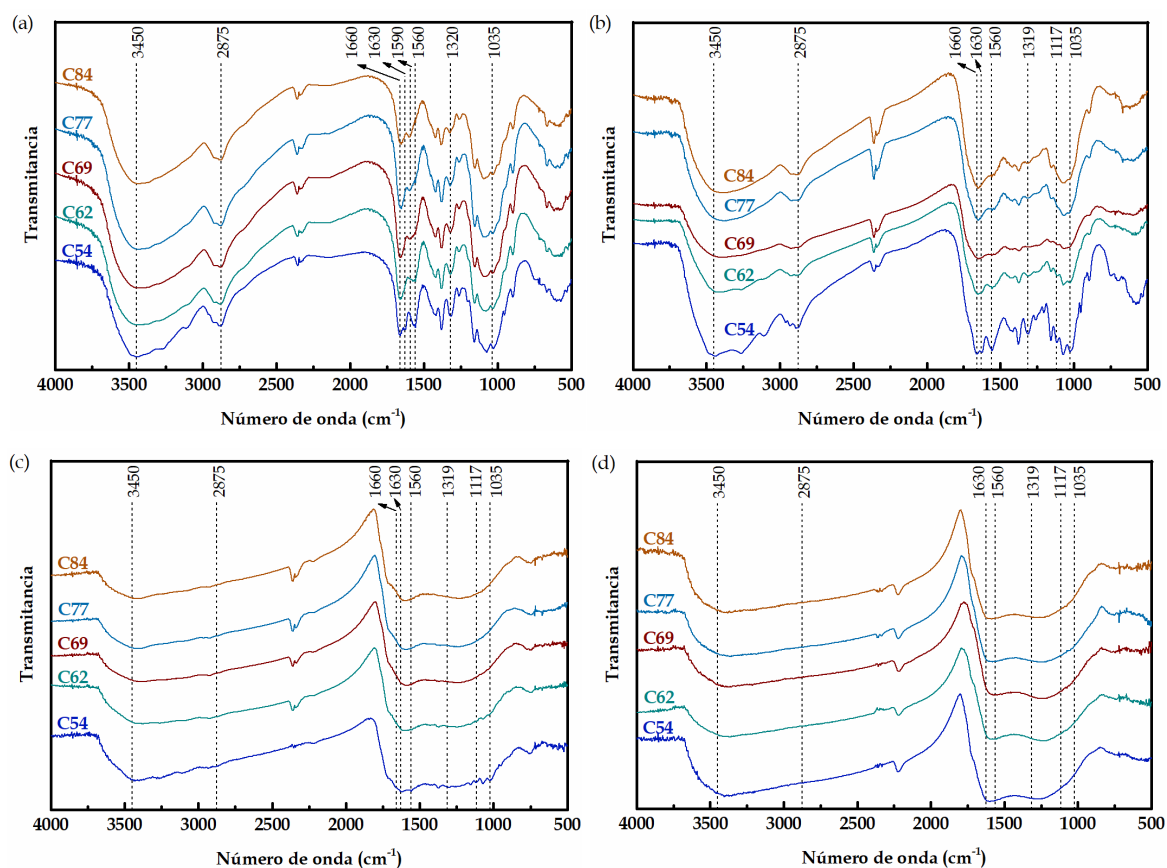 (a)
3450
2875
1660
1630
1590
1560
1320
1035
C84
C77
C69
C62
C54
Transmitancia
4000 3500 3000 2500 2000 1500 1000 500
Número de onda (cm⁻¹)
(b)
3450
2875
1660
1630
1560
1319
1117
1035
C84
C77
C69
C62
C54
Transmitancia
4000 3500 3000 2500 2000 1500 1000 500
Número de onda (cm⁻¹)
(c)
3450
2875
1660
1630
1560
1319
1117
1035
C84
C77
C69
C62
C54
Transmitancia
4000 3500 3000 2500 2000 1500 1000 500
Número de onda (cm⁻¹)
(d)
3450
2875
1630
1560
1319
1117
1035
C84
C77
C69
C62
C54
Transmitancia
4000 3500 3000 2500 2000 1500 1000 500
Número de onda (cm⁻¹)